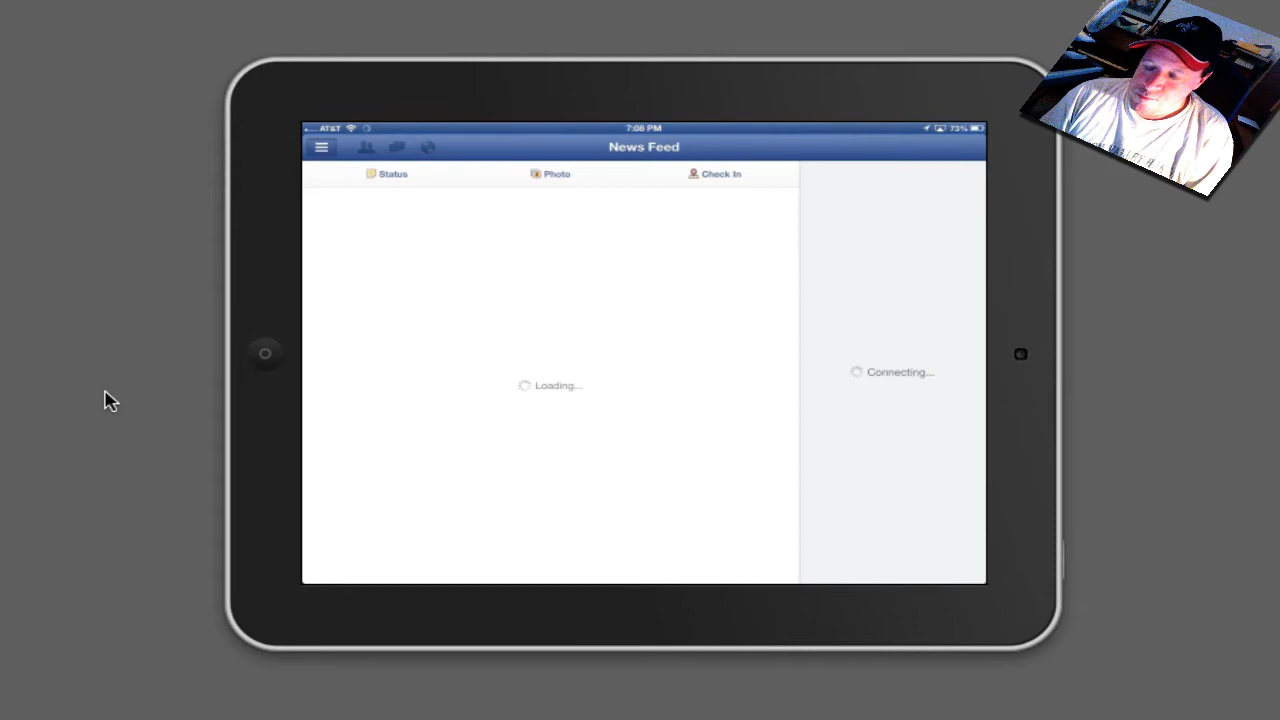 AT&T
7:08 PM
73%
News Feed
Status
Photo
Check In
Loading...
Connecting...